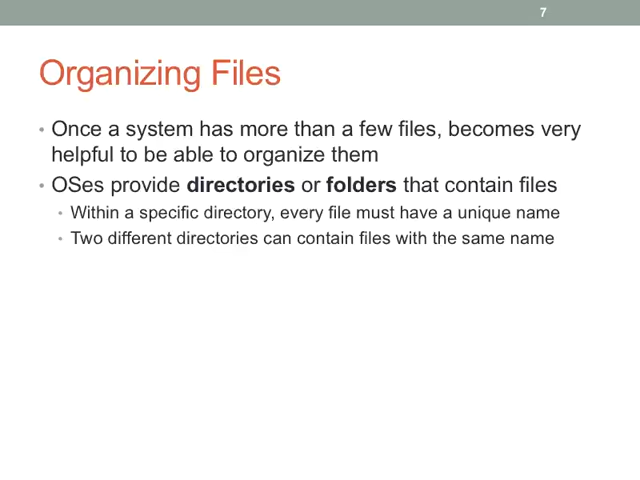 7
Organizing Files
• Once a system has more than a few files, becomes very
helpful to be able to organize them
• OSes provide directories or folders that contain files
• Within a specific directory, every file must have a unique name
• Two different directories can contain files with the same name